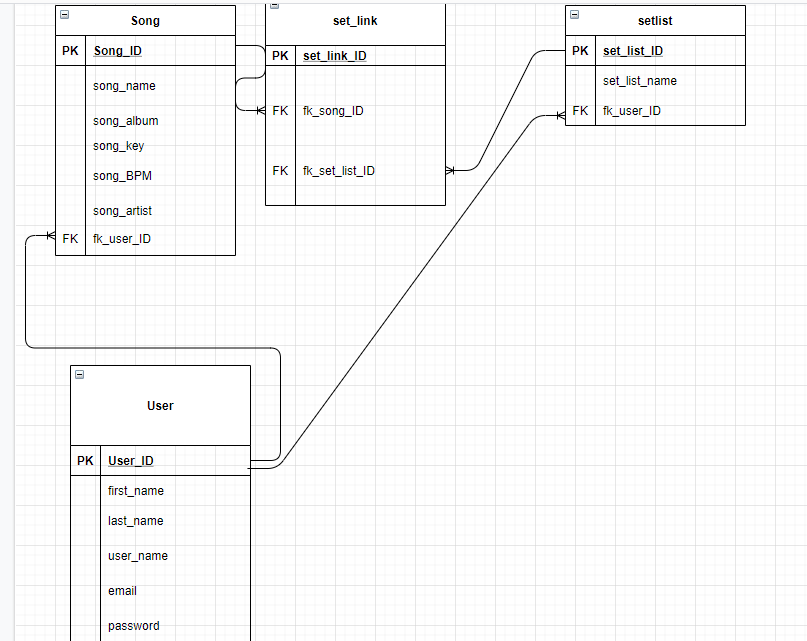 Song
PK Song_ID
song_name
song_album
song_key
song_BPM
song_artist
FK fk_user_ID
set_link
PK set_link_ID
FK fk_song_ID
FK fk_set_list_ID
setlist
PK set_list_ID
set_list_name
FK fk_user_ID
User
PK User_ID
first_name
last_name
user_name
email
password